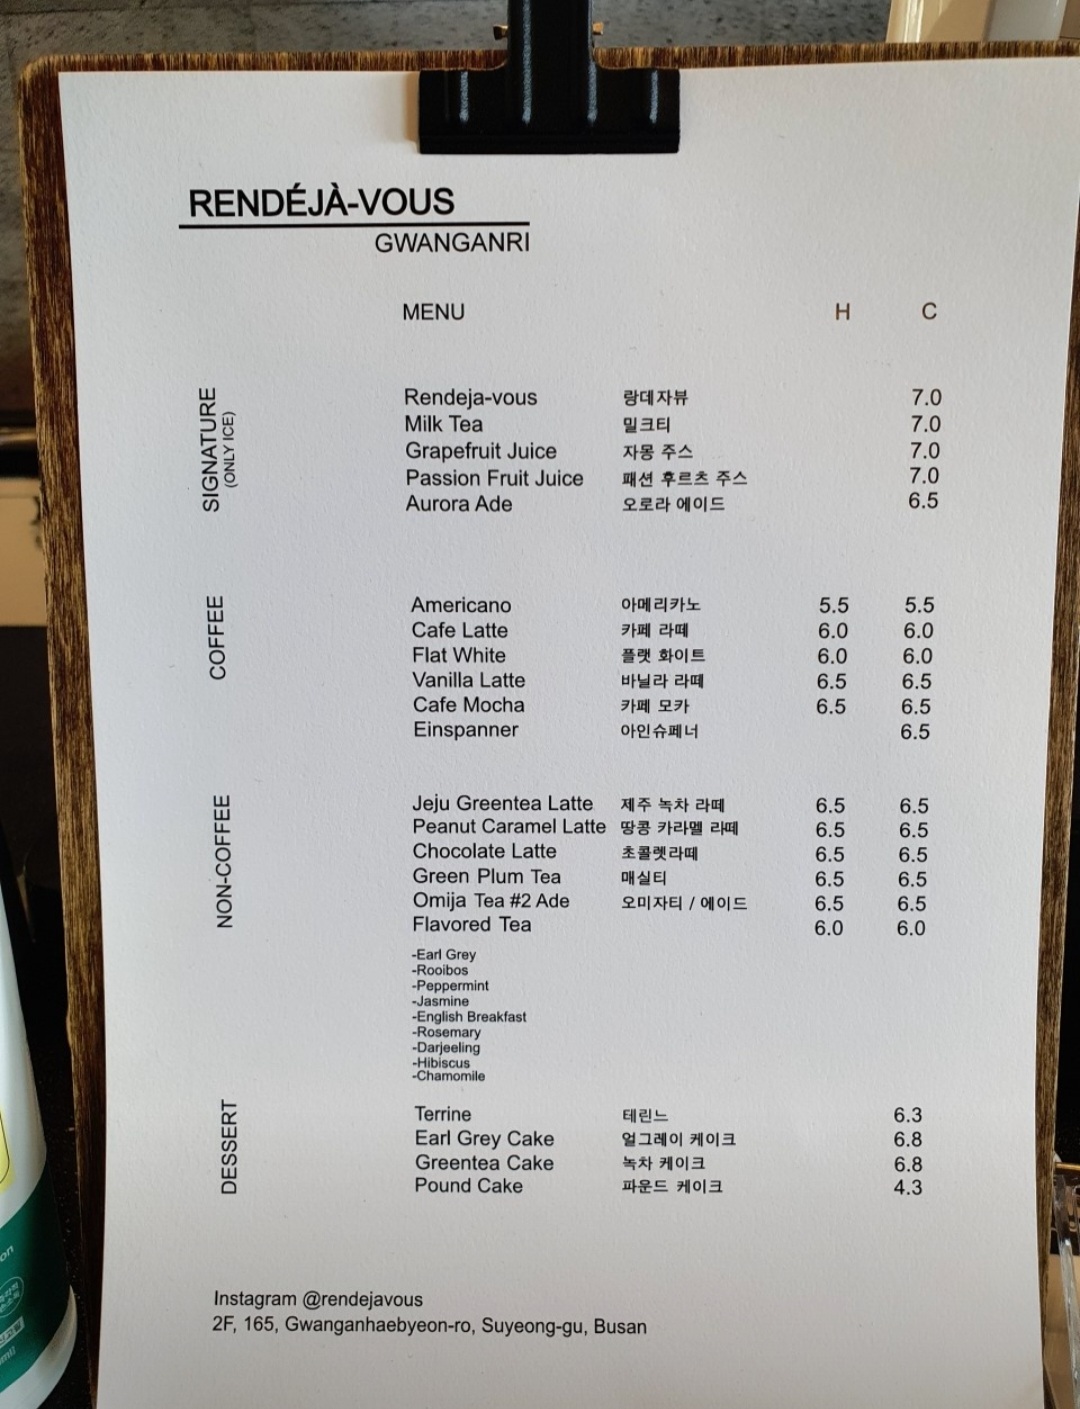 RENDÉJÀ-VOUS
GWANGANRI
MENU H C
SIGNATURE
(ONLY ICE)
Rendeja-vous 랑데자뷰 7.0
Milk Tea 밀크티 7.0
Grapefruit Juice 자몽 주스 7.0
Passion Fruit Juice 패션 후르츠 주스 7.0
Aurora Ade 오로라 에이드 6.5
COFFEE
Americano 아메리카노 5.5 5.5
Cafe Latte 카페 라떼 6.0 6.0
Flat White 플랫 화이트 6.0 6.0
Vanilla Latte 바닐라 라떼 6.5 6.5
Cafe Mocha 카페 모카 6.5 6.5
Einspanner 아인슈페너 6.5
NON-COFFEE
Jeju Greentea Latte 제주 녹차 라떼 6.5 6.5
Peanut Caramel Latte 땅콩 카라멜 라떼 6.5 6.5
Chocolate Latte 초콜렛라떼 6.5 6.5
Green Plum Tea 매실티 6.5 6.5
Omija Tea #2 Ade 오미자티 / 에이드 6.5 6.5
Flavored Tea 6.0 6.0
-Earl Grey
-Rooibos
-Peppermint
-Jasmine
-English Breakfast
-Rosemary
-Darjeeling
-Hibiscus
-Chamomile
DESSERT
Terrine 테린느 6.3
Earl Grey Cake 얼그레이 케이크 6.8
Greentea Cake 녹차 케이크 6.8
Pound Cake 파운드 케이크 4.3
Instagram @rendejavous
2F, 165, Gwanganhaebyeon-ro, Suyeong-gu, Busan